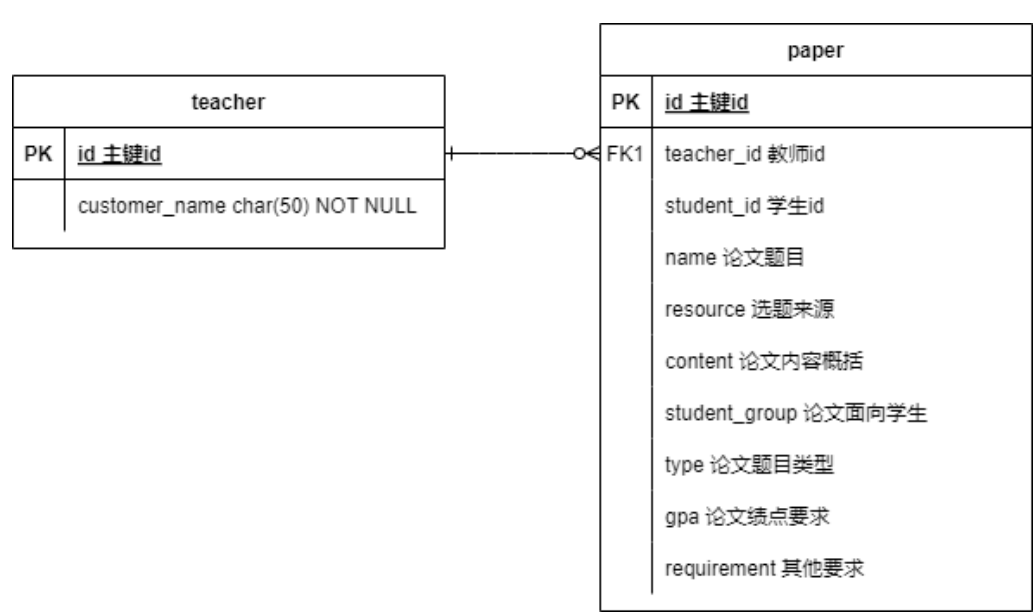 teacher
PK id 主键id
customer_name char(50) NOT NULL
paper
PK id 主键id
FK1 teacher_id 教师id
student_id 学生id
name 论文题目
resource 选题来源
content 论文内容概括
student_group 论文面向学生
type 论文题目类型
gpa 论文绩点要求
requirement 其他要求